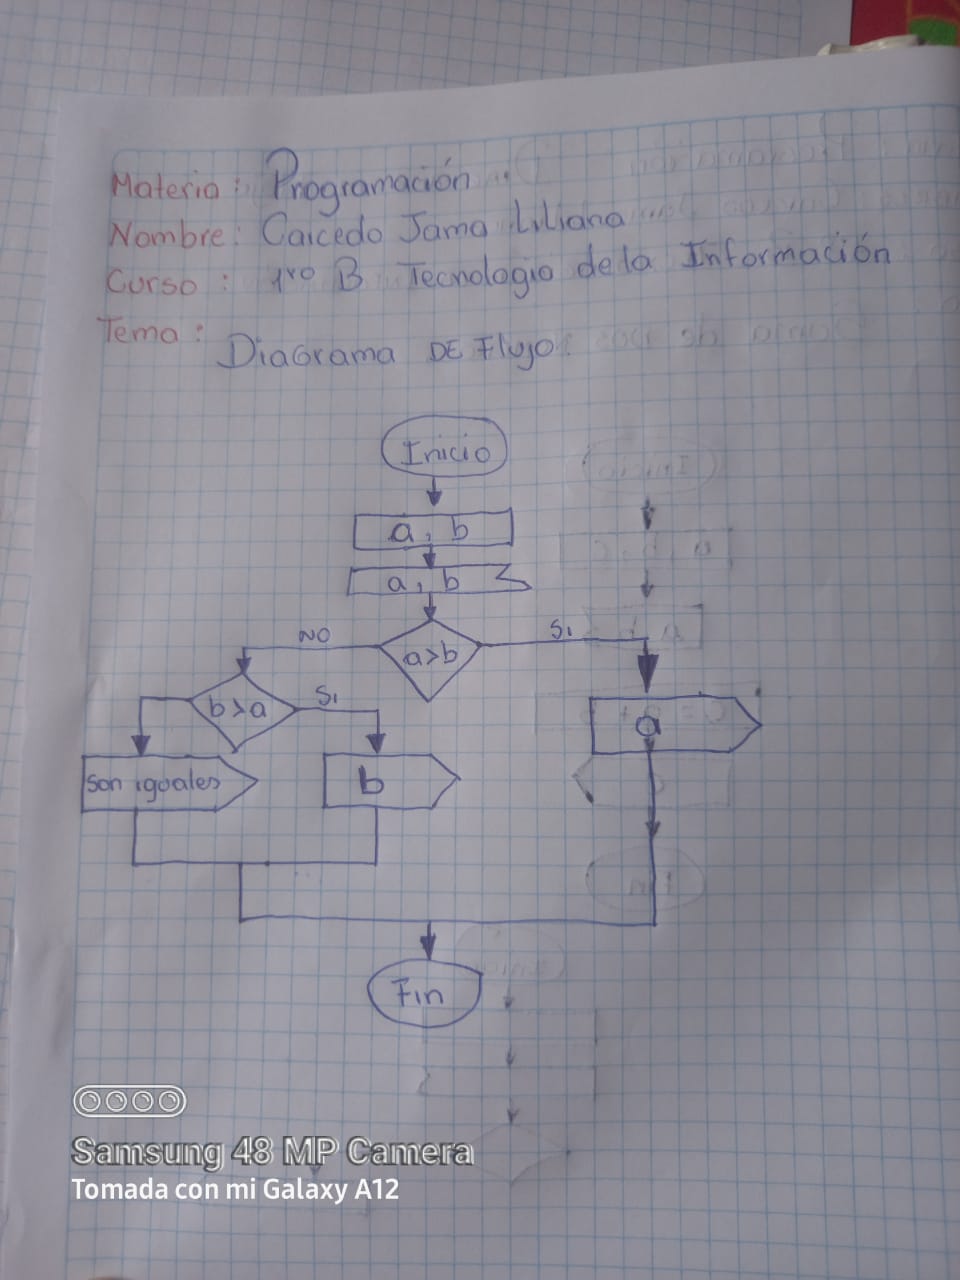 Materia: Programación
Nombre: Caicedo Jama Liliana
Curso: 1ro B Tecnologia de la Información
Tema:
Diagrama DE Flujo
Inicio
a, b
a, b
NO
Si
a>b
b>a
Si
a
Son iguales
b
Fin
Samsung 48 MP Camera
Tomada con mi Galaxy A12